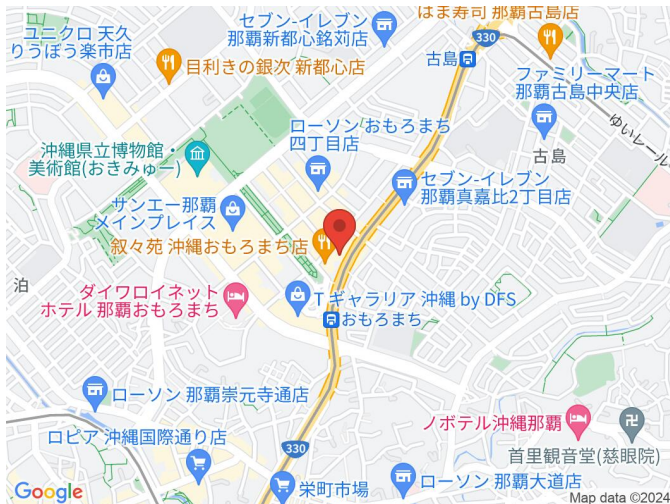 はま寿司 那覇古島店
セブン-イレブン
那覇新都心銘苅店
ユニクロ 天久
りうぼう楽市店
目利きの銀次 新都心店
330
古島
ファミリーマート
那覇古島中央店
ゆいレール
ローソン おもろまち
四丁目店
沖縄県立博物館・
美術館(おきみゅー)
古島
セブン-イレブン
那覇真嘉比2丁目店
サンエー那覇
メインプレイス
叙々苑 沖縄おもろまち店
泊
ダイワロイネット
ホテル 那覇おもろまち
T ギャラリア 沖縄 by DFS
おもろまち
ローソン 那覇崇元寺通店
ノボテル沖縄那覇
ロピア 沖縄国際通り店
330
首里観音堂(慈眼院)
栄町市場
ローソン 那覇大道店
Google
Map data ©2024